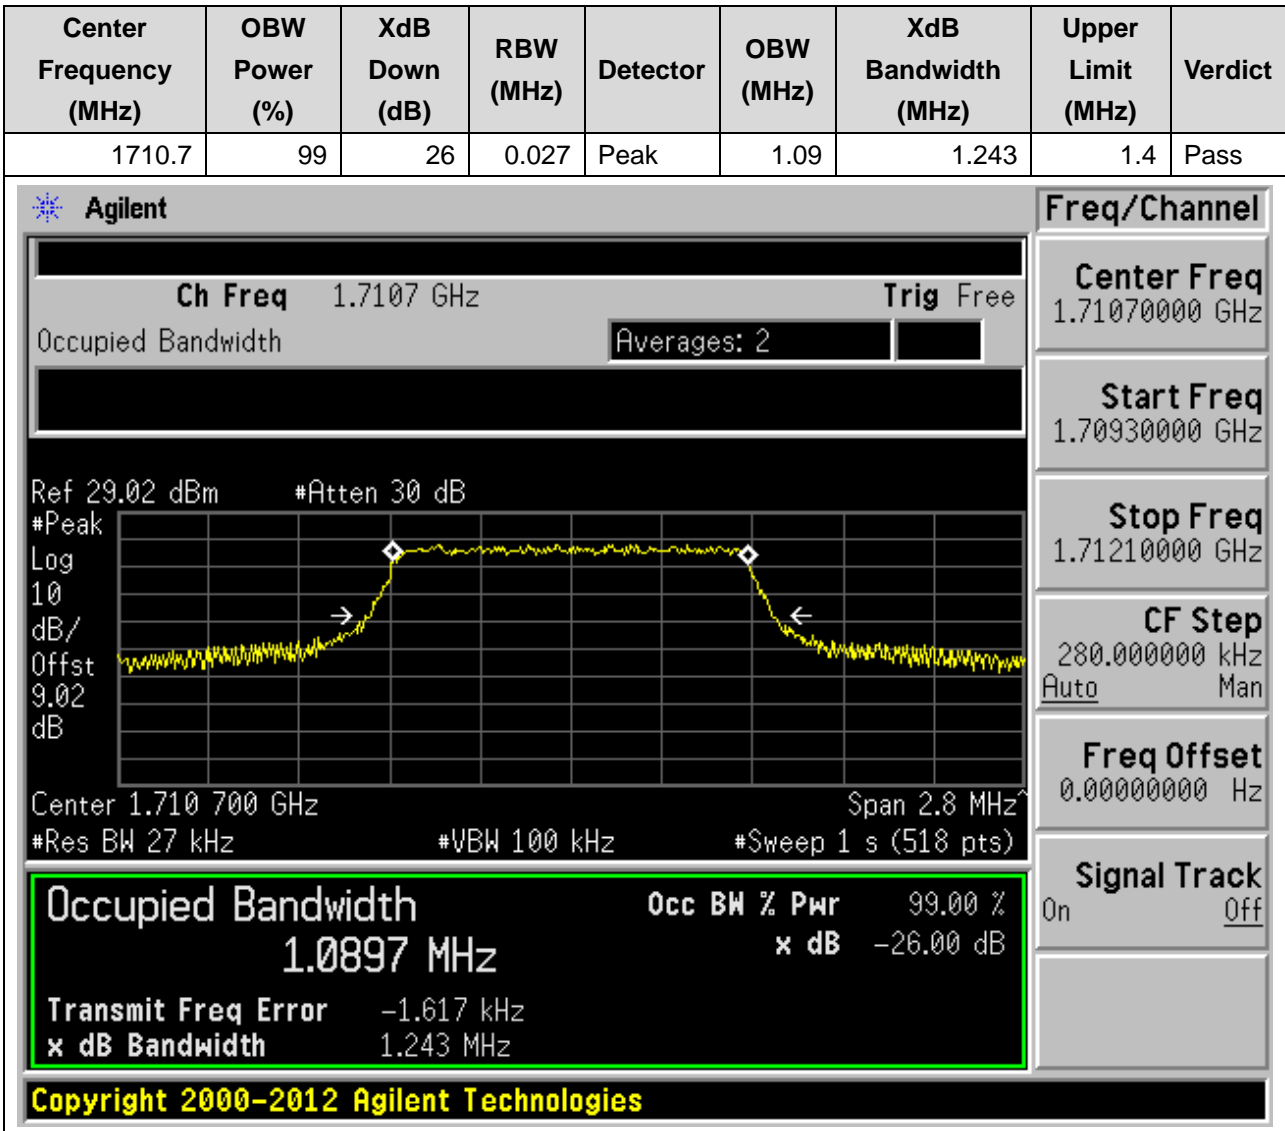 Center Frequency (MHz) OBW Power (%) XdB Down (dB) RBW (MHz) Detector OBW (MHz) XdB Bandwidth (MHz) Upper Limit (MHz) Verdict
1710.7 99 26 0.027 Peak 1.09 1.243 1.4 Pass
Agilent
Freq/Channel
Ch Freq 1.7107 GHz Trig Free
Occupied Bandwidth Averages: 2
Ref 29.02 dBm #Atten 30 dB
#Peak
Log
10
dB/
Offst
9.02
dB
Center 1.710 700 GHz Span 2.8 MHz^
#Res BW 27 kHz #VBW 100 kHz #Sweep 1 s (518 pts)
Occupied Bandwidth
1.0897 MHz
Occ BW % Pwr 99.00 %
x dB -26.00 dB
Transmit Freq Error -1.617 kHz
x dB Bandwidth 1.243 MHz
Center Freq
1.71070000 GHz
Start Freq
1.70930000 GHz
Stop Freq
1.71210000 GHz
CF Step
280.000000 kHz
Auto Man
Freq Offset
0.00000000 Hz
Signal Track
On Off
Copyright 2000-2012 Agilent Technologies